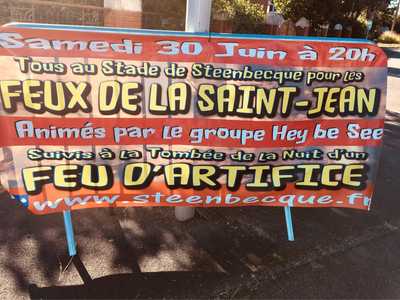 Samedi 30 Juin à 20h
Tous au Stade de Steenbecque pour les
FEUX DE LA SAINT-JEAN
Animés par le groupe Hey be See
Suivis à la Tombée de la Nuit d'un
FEU D'ARTIFICE
www.steenbecque.fr